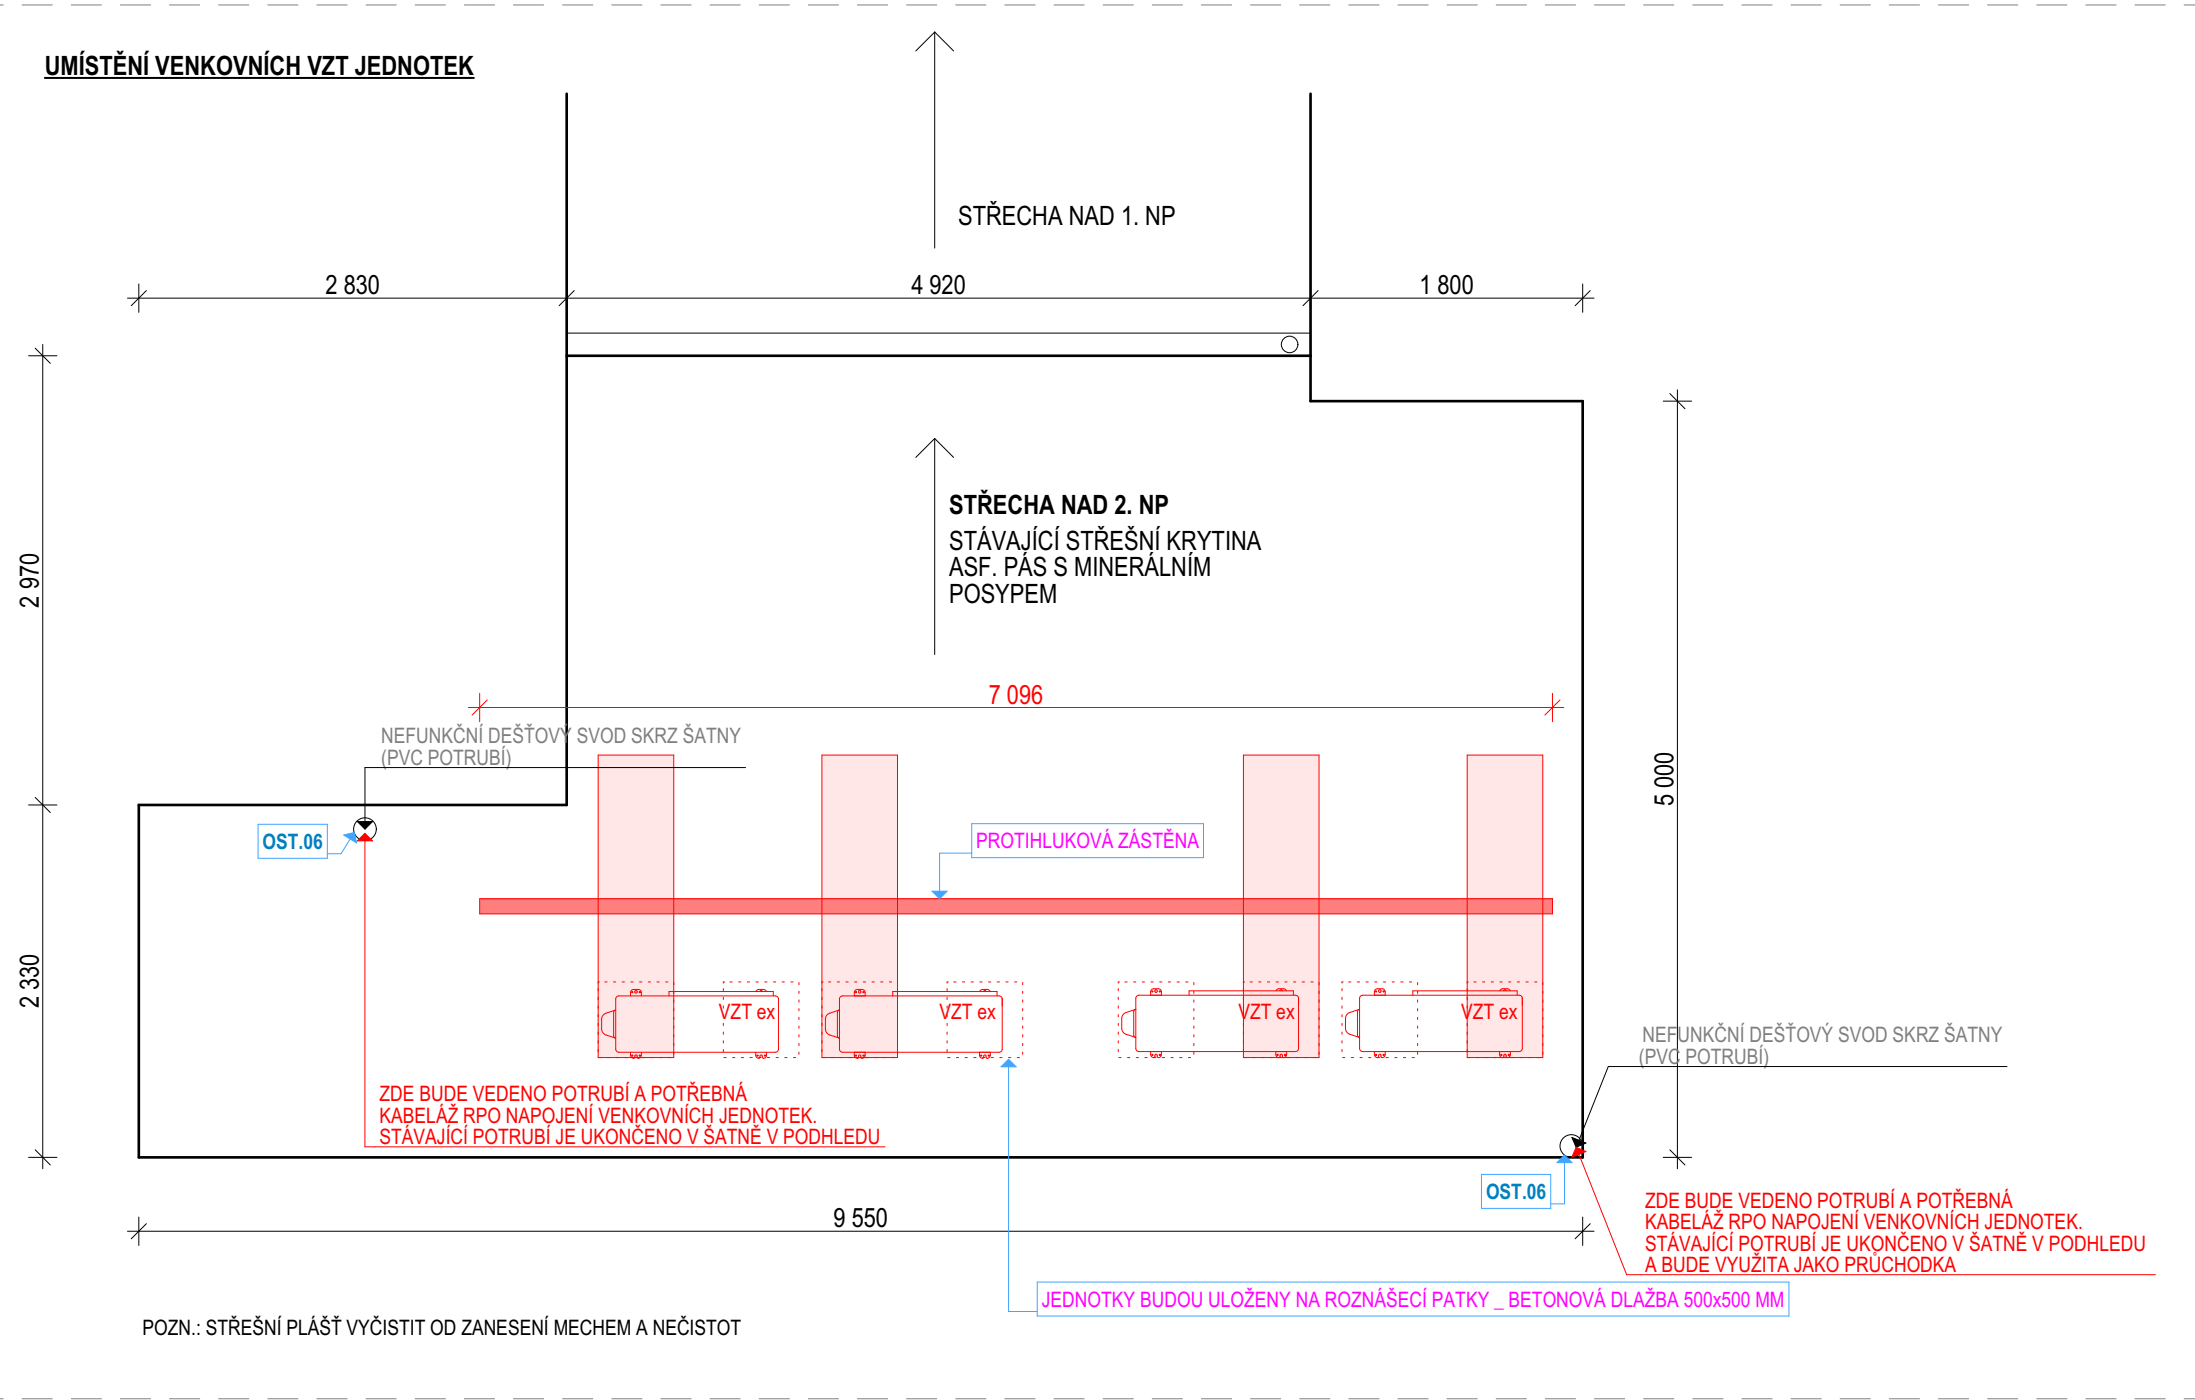 UMÍSTĚNÍ VENKOVNÍCH VZT JEDNOTEK
STŘECHA NAD 1. NP
2 830
4 920
1 800
STŘECHA NAD 2. NP
STÁVAJÍCÍ STŘEŠNÍ KRYTINA
ASF. PÁS S MINERÁLNÍM
POSYPEM
2 970
7 096
NEFUNKČNÍ DEŠŤOVÝ SVOD SKRZ ŠATNY
(PVC POTRUBÍ)
5 000
OST.06
PROTIHLUKOVÁ ZÁSTĚNA
2 330
VZT ex
VZT ex
VZT ex
VZT ex
NEFUNKČNÍ DEŠŤOVÝ SVOD SKRZ ŠATNY
(PVC POTRUBÍ)
ZDE BUDE VEDENO POTRUBÍ A POTŘEBNÁ
KABELÁŽ RPO NAPOJENÍ VENKOVNÍCH JEDNOTEK.
STÁVAJÍCÍ POTRUBÍ JE UKONČENO V ŠATNĚ V PODHLEDU
OST.06
ZDE BUDE VEDENO POTRUBÍ A POTŘEBNÁ
KABELÁŽ RPO NAPOJENÍ VENKOVNÍCH JEDNOTEK.
STÁVAJÍCÍ POTRUBÍ JE UKONČENO V ŠATNĚ V PODHLEDU
A BUDE VYUŽITA JAKO PRŮCHODKA
9 550
JEDNOTKY BUDOU ULOŽENY NA ROZNÁŠECÍ PATKY _ BETONOVÁ DLAŽBA 500x500 MM
POZN.: STŘEŠNÍ PLÁŠŤ VYČISTIT OD ZANESENÍ MECHEM A NEČISTOT